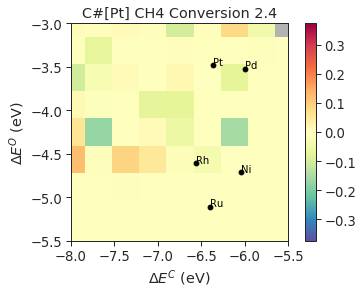 C#[Pt] CH4 Conversion 2.4
−3.0
−3.5
−4.0
−4.5
−5.0
−5.5
ΔE^O (eV)
Pt
Pd
Rh
Ni
Ru
−8.0 −7.5 −7.0 −6.5 −6.0 −5.5
ΔE^C (eV)
0.3
0.2
0.1
0.0
−0.1
−0.2
−0.3